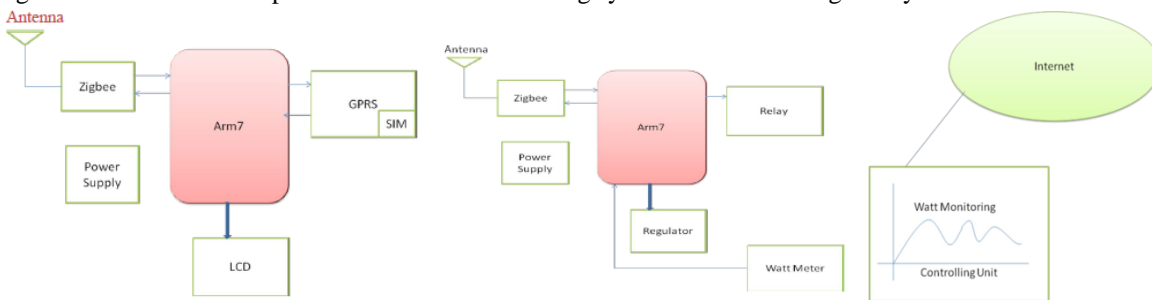 Antenna
Zigbee
Arm7
GPRS
SIM
Power
Supply
LCD
Antenna
Zigbee
Arm7
Relay
Power
Supply
Regulator
Watt Meter
Internet
Watt Monitoring
Controlling Unit